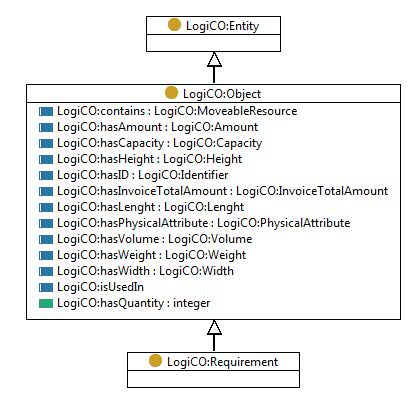 LogiCO:Entity
LogiCO:Object
LogiCO:contains : LogiCO:MoveableResource
LogiCO:hasAmount : LogiCO:Amount
LogiCO:hasCapacity : LogiCO:Capacity
LogiCO:hasHeight : LogiCO:Height
LogiCO:hasID : LogiCO:Identifier
LogiCO:hasInvoiceTotalAmount : LogiCO:InvoiceTotalAmount
LogiCO:hasLenght : LogiCO:Lenght
LogiCO:hasPhysicalAttribute : LogiCO:PhysicalAttribute
LogiCO:hasVolume : LogiCO:Volume
LogiCO:hasWeight : LogiCO:Weight
LogiCO:hasWidth : LogiCO:Width
LogiCO:isUsedIn
LogiCO:hasQuantity : integer
LogiCO:Requirement